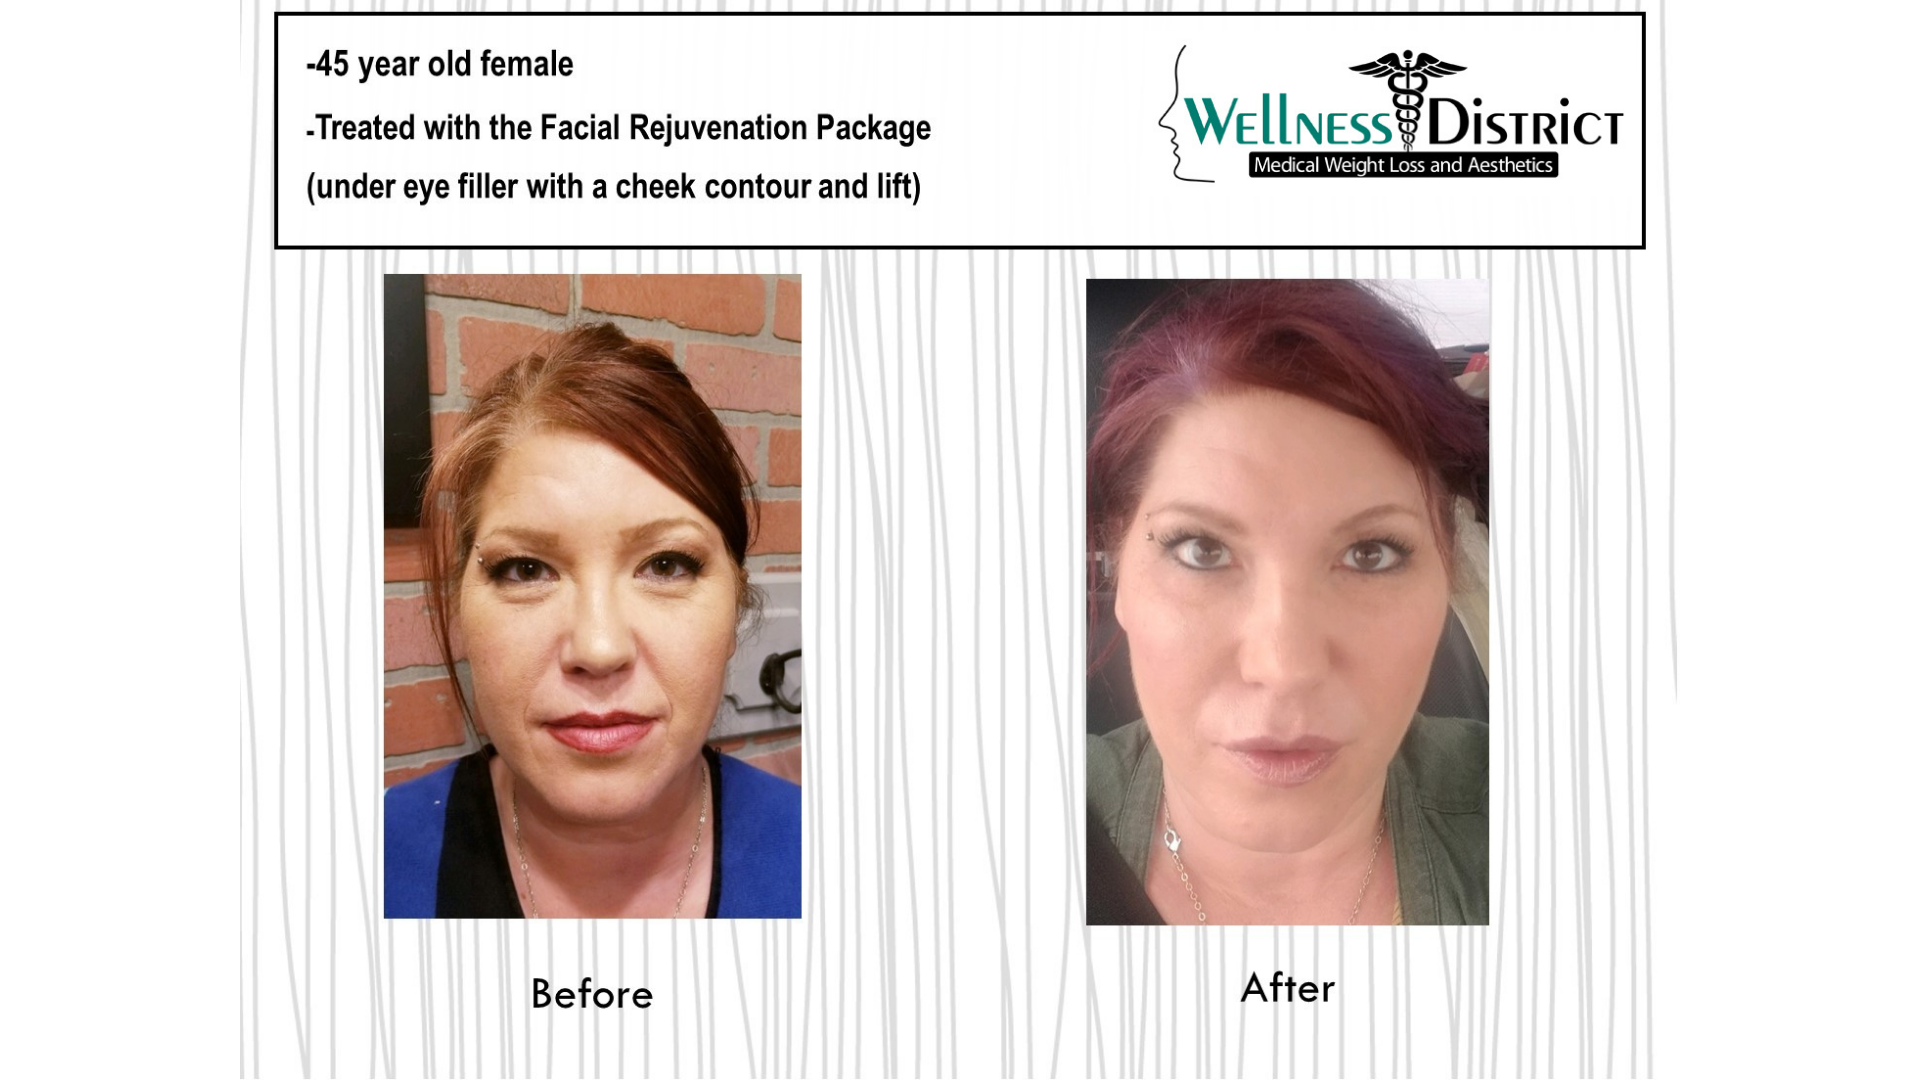 -45 year old female
-Treated with the Facial Rejuvenation Package
(under eye filler with a cheek contour and lift)
Wellness District
Medical Weight Loss and Aesthetics
Before
After